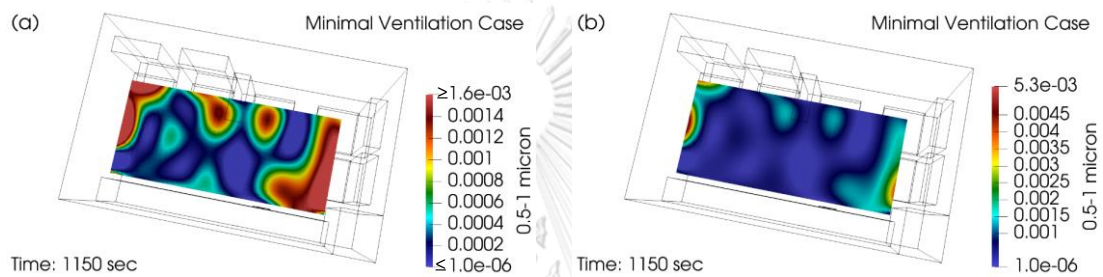 (a) Minimal Ventilation Case
≥1.6e-03
0.0014
0.0012
0.001
0.0008
0.0006
0.0004
0.0002
≤ 1.0e-06
0.5-1 micron
Time: 1150 sec
(b) Minimal Ventilation Case
5.3e-03
0.0045
0.004
0.0035
0.003
0.0025
0.002
0.0015
0.001
1.0e-06
0.5-1 micron
Time: 1150 sec